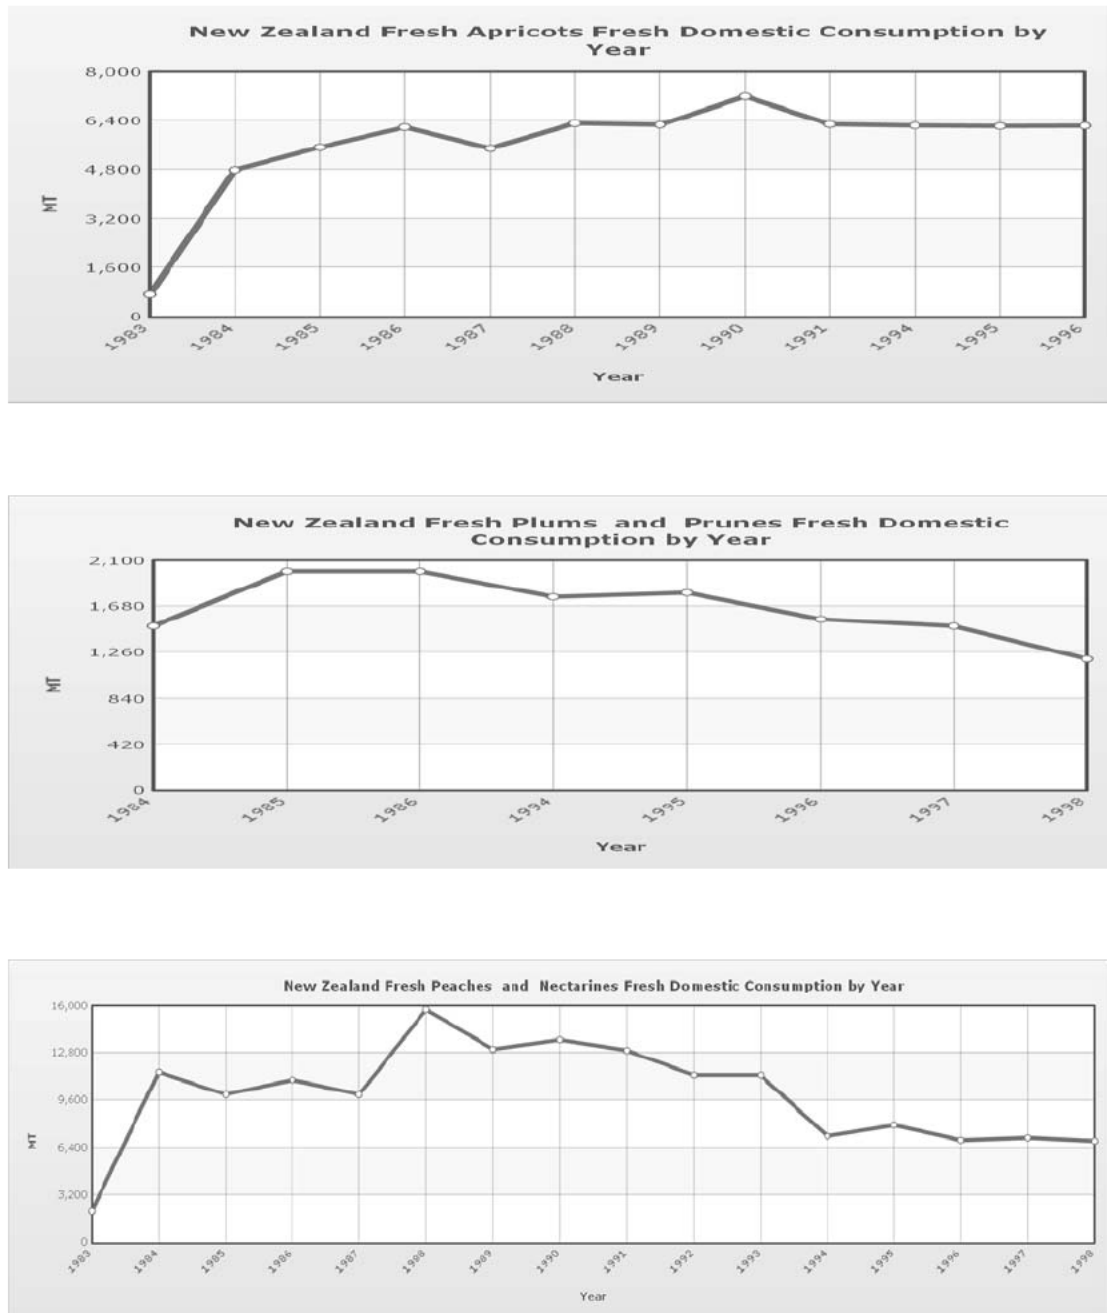 New Zealand Fresh Apricots Fresh Domestic Consumption by
Year
8,000
6,400
4,800
3,200
1,600
0
MT
1983 1984 1985 1986 1987 1988 1989 1990 1991 1994 1995 1996
Year
New Zealand Fresh Plums and Prunes Fresh Domestic
Consumption by Year
2,100
1,680
1,260
840
420
0
MT
1984 1985 1986 1994 1995 1996 1997 1998
Year
New Zealand Fresh Peaches and Nectarines Fresh Domestic Consumption by Year
16,000
12,800
9,600
6,400
3,200
0
MT
1983 1984 1985 1986 1987 1988 1989 1990 1991 1992 1993 1994 1995 1996 1997 1998
Year